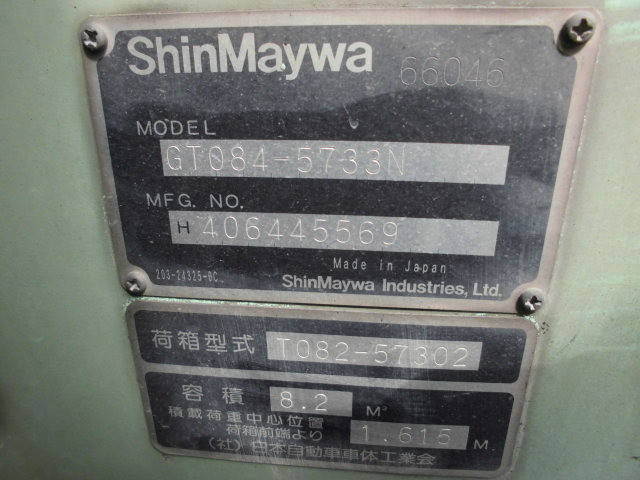 ShinMaywa 66046
MODEL
GT084-5733N
MFG. NO.
H 406445569
Made in Japan
203-24325-0C ShinMaywa Industries, Ltd.
荷箱型式 T082-57302
容積 8.2 M³
積載荷重中心位置
荷箱前端より 1.615 M
(社)日本自動車車体工業会